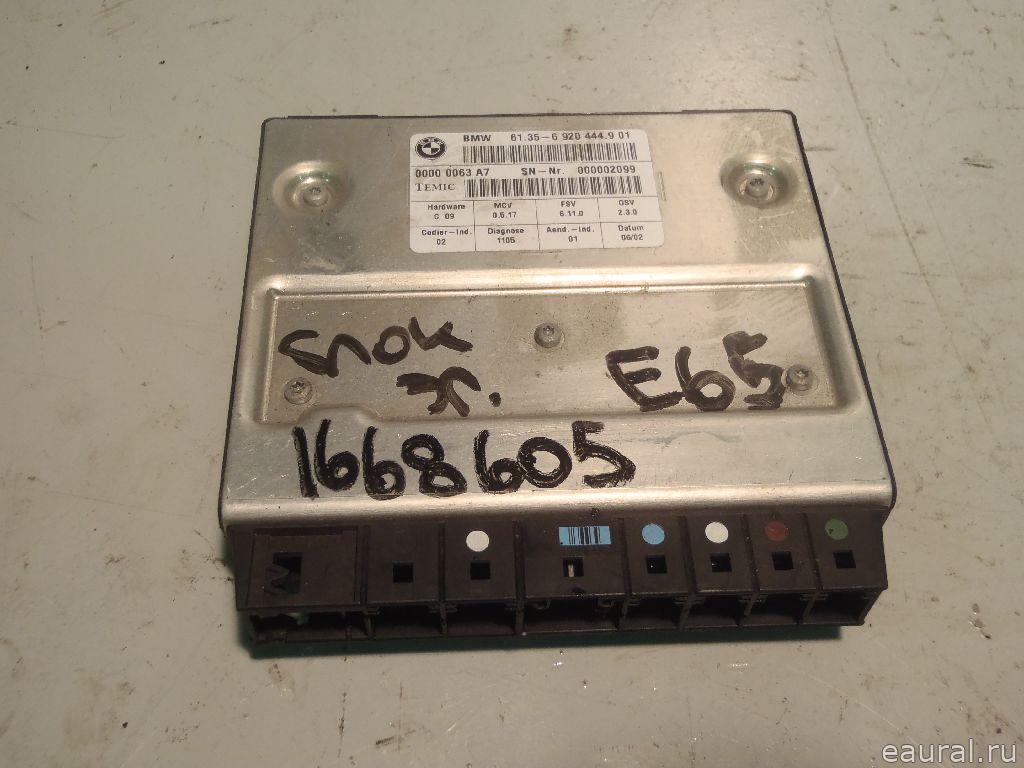 BMW 61.35-6 920 444.9 01
0000 0063 A7 SN-Nr. 000002099
TEMIC
Hardware MCV FSV OSV
C 09 0.6.17 6.11.0 2.3.0
Codier-Ind. Diagnose Aend.-Ind. Datum
02 1105 01 06/02
блок
эл.
E65
1668605
eaural.ru